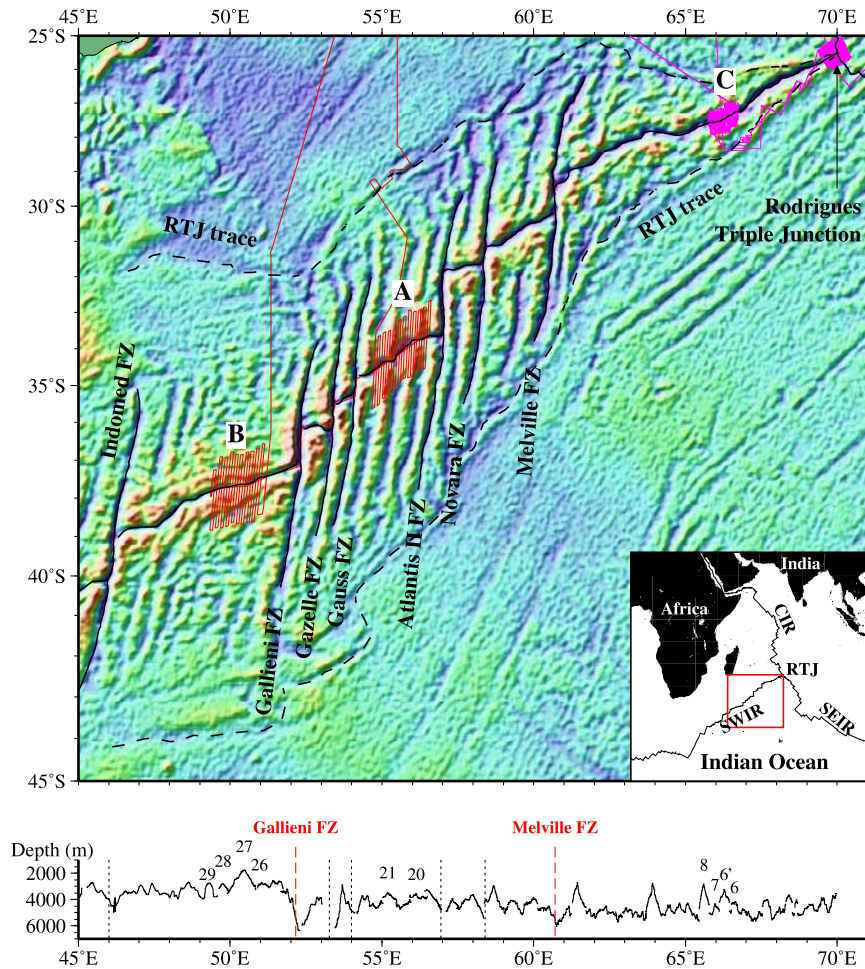 45°E 50°E 55°E 60°E 65°E 70°E
25°S
C
RTJ trace
30°S
RTJ trace
Rodrigues
Triple Junction
A
35°S
Indomed FZ
B
Melville FZ
Novara FZ
Atlantis II FZ
Gauss FZ
Gazelle FZ
Gallieni FZ
40°S
45°S
India
Africa
CIR
RTJ
SWIR
SEIR
Indian Ocean
Gallieni FZ Melville FZ
Depth (m)
2000
4000
6000
29 28 27 26 21 20 8 7 6' 6
45°E 50°E 55°E 60°E 65°E 70°E